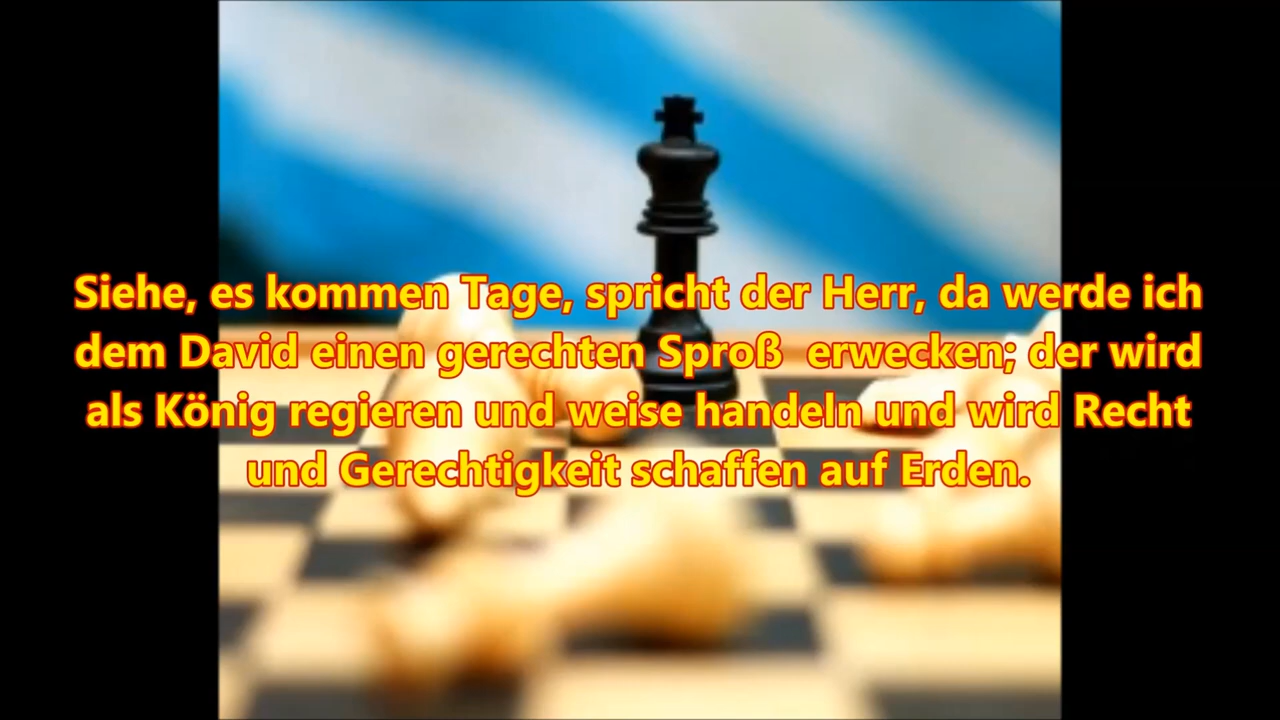 Siehe, es kommen Tage, spricht der Herr, da werde ich
dem David einen gerechten Sproß  erwecken; der wird
als König regieren und weise handeln und wird Recht
und Gerechtigkeit schaffen auf Erden.